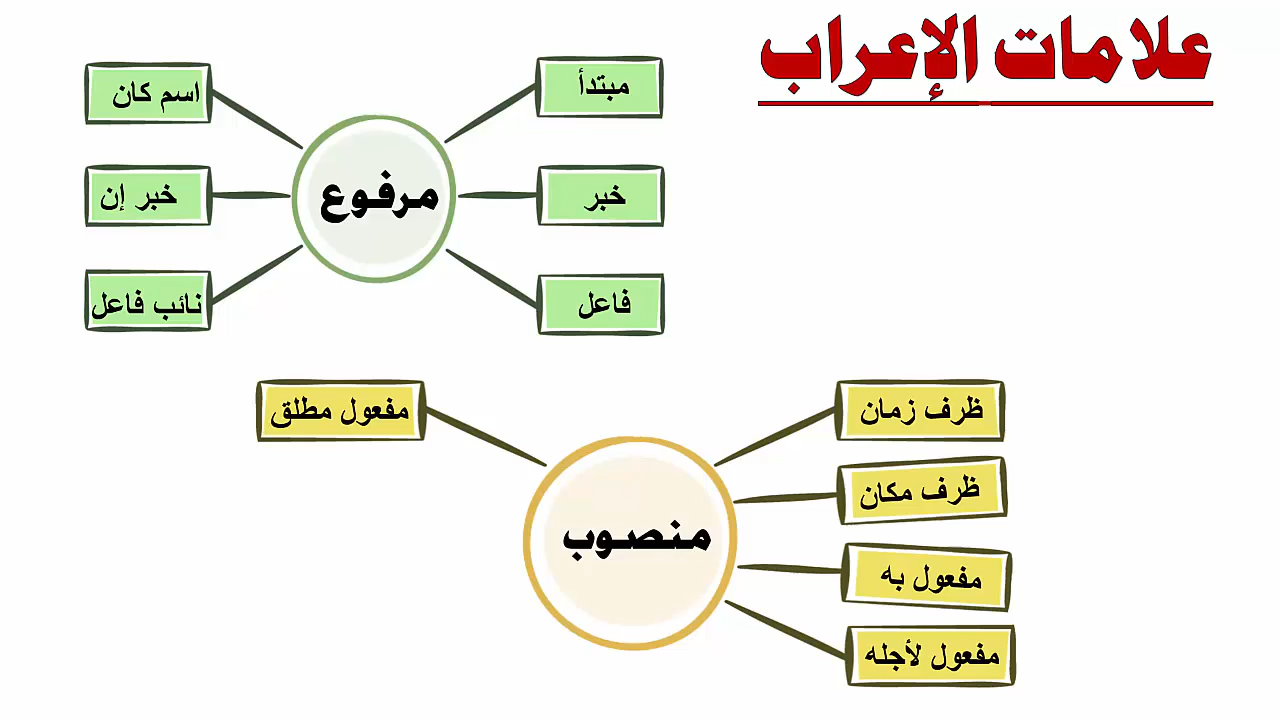 علامات الإعراب
مرفوع
مبتدأ
خبر
فاعل
اسم كان
خبر إن
نائب فاعل
منصوب
ظرف زمان
ظرف مكان
مفعول به
مفعول لأجله
مفعول مطلق